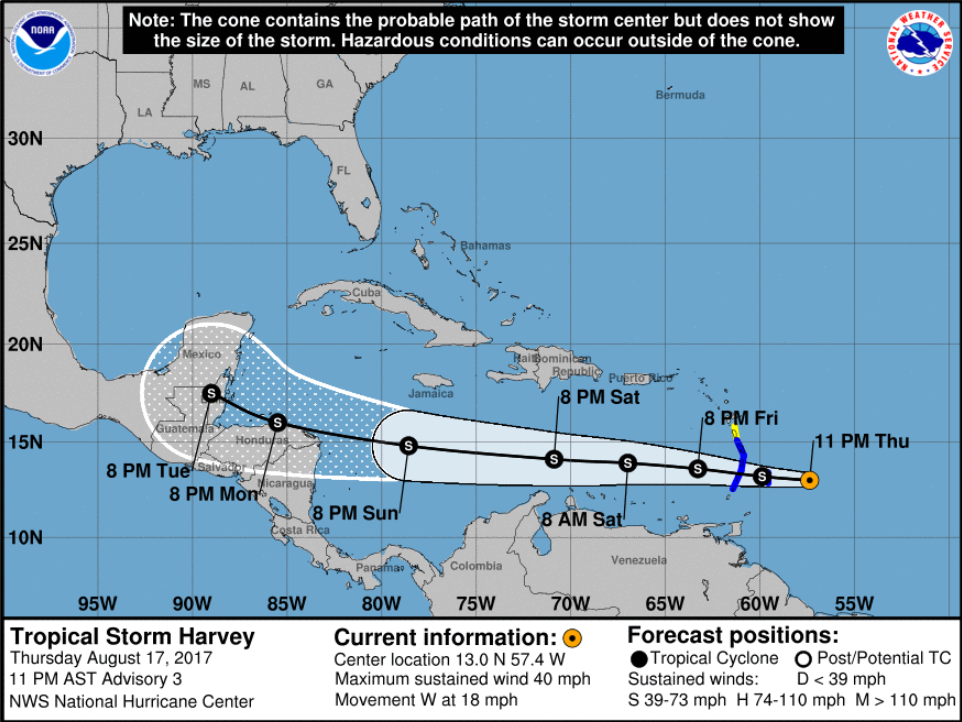 Note: The cone contains the probable path of the storm center but does not show
the size of the storm. Hazardous conditions can occur outside of the cone.
NOAA
NATIONAL WEATHER SERVICE
MS
AL
GA
LA
FL
Bermuda
30N
25N
20N
15N
10N
Bahamas
Cuba
Mexico
Haiti
Dominican
Republic
Puerto Rico
Jamaica
Guatemala
Honduras
El Salvador
Nicaragua
Costa Rica
Panama
Colombia
Venezuela
S
S
S
S
S
S
S
8 PM Tue
8 PM Mon
8 PM Sun
8 PM Sat
8 AM Sat
8 PM Fri
11 PM Thu
95W 90W 85W 80W 75W 70W 65W 60W 55W
Tropical Storm Harvey
Thursday August 17, 2017
11 PM AST Advisory 3
NWS National Hurricane Center
Current information:
Center location 13.0 N 57.4 W
Maximum sustained wind 40 mph
Movement W at 18 mph
Forecast positions:
Tropical Cyclone Post/Potential TC
Sustained winds: D < 39 mph
S 39-73 mph H 74-110 mph M > 110 mph